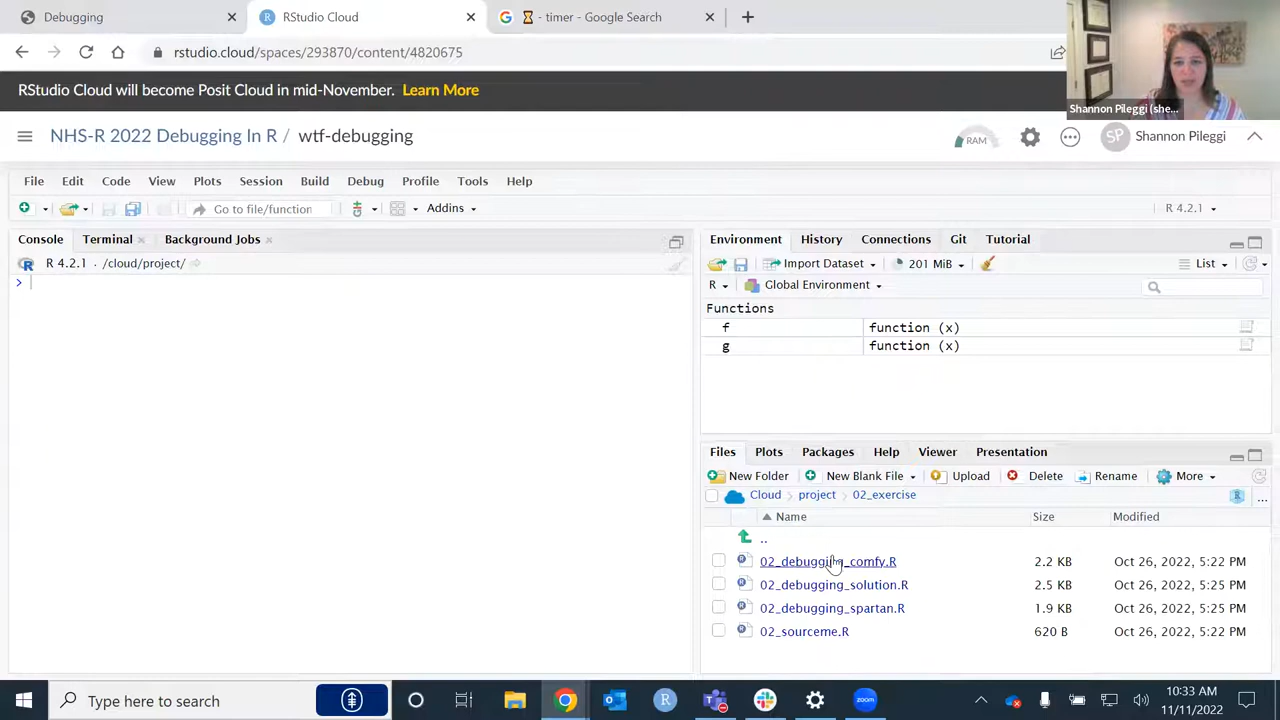 Debugging
RStudio Cloud
- timer - Google Search
rstudio.cloud/spaces/293870/content/4820675
Shannon Pileggi (she...
RStudio Cloud will become Posit Cloud in mid-November. Learn More
NHS-R 2022 Debugging In R / wtf-debugging
RAM
SP
Shannon Pileggi
File Edit Code View Plots Session Build Debug Profile Tools Help
Go to file/function
Addins
R 4.2.1
Console Terminal Background Jobs
R 4.2.1 . /cloud/project/
>
Environment History Connections Git Tutorial
Import Dataset
201 MiB
List
R
Global Environment
Functions
f function (x)
g function (x)
Files Plots Packages Help Viewer Presentation
New Folder New Blank File Upload Delete Rename More
Cloud project 02_exercise
...
Name Size Modified
..
02_debugging_comfy.R 2.2 KB Oct 26, 2022, 5:22 PM
02_debugging_solution.R 2.5 KB Oct 26, 2022, 5:25 PM
02_debugging_spartan.R 1.9 KB Oct 26, 2022, 5:25 PM
02_sourceme.R 620 B Oct 26, 2022, 5:22 PM
Type here to search
zoom
10:33 AM
11/11/2022